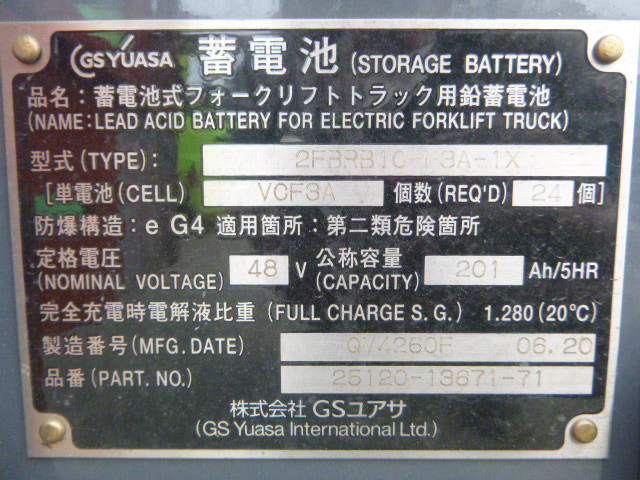 GS YUASA 蓄電池 (STORAGE BATTERY)
品名：蓄電池式フォークリフトトラック用鉛蓄電池
(NAME: LEAD ACID BATTERY FOR ELECTRIC FORKLIFT TRUCK)
型式 (TYPE): 2FBRB10-F3A-1X
[単電池 (CELL) VCF3A 個数 (REQ'D) 24 個]
防爆構造：e G4 適用箇所：第二類危険箇所
定格電圧 (NOMINAL VOLTAGE) 48 V 公称容量 (CAPACITY) 201 Ah/5HR
完全充電時電解液比重 (FULL CHARGE S. G.) 1.280 (20°C)
製造番号 (MFG. DATE) 06.20
品番 (PART. NO.) 25120-13671-71
株式会社 GSユアサ
(GS Yuasa International Ltd.)